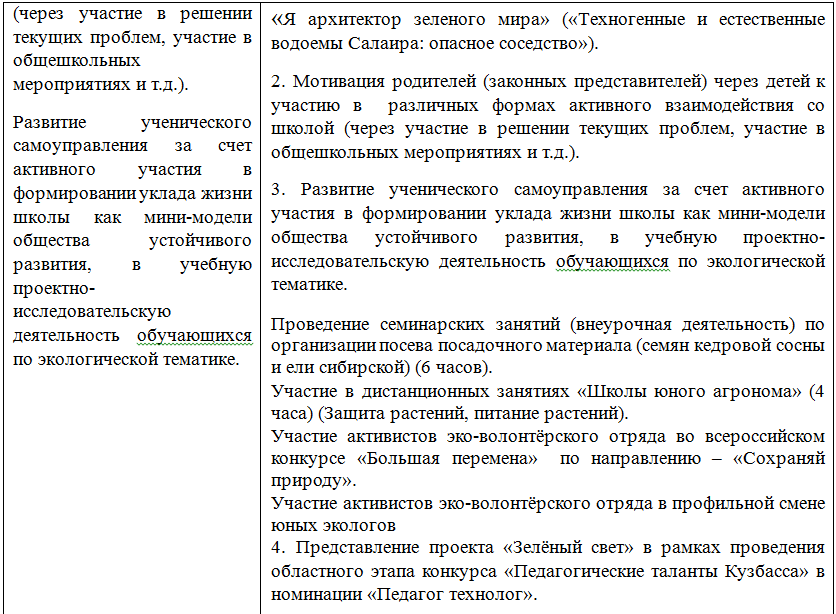 (через участие в решении
текущих проблем, участие в
общешкольных
мероприятиях и т.д.).
Развитие ученического
самоуправления за счет
активного участия в
формировании уклада жизни
школы как мини-модели
общества устойчивого
развития, в учебную
проектно-
исследовательскую
деятельность обучающихся
по экологической тематике.
«Я архитектор зеленого мира» («Техногенные и естественные
водоемы Салаира: опасное соседство»).
2. Мотивация родителей (законных представителей) через детей к
участию в различных формах активного взаимодействия со
школой (через участие в решении текущих проблем, участие в
общешкольных мероприятиях и т.д.).
3. Развитие ученического самоуправления за счет активного
участия в формировании уклада жизни школы как мини-модели
общества устойчивого развития, в учебную проектно-
исследовательскую деятельность обучающихся по экологической
тематике.
Проведение семинарских занятий (внеурочная деятельность) по
организации посева посадочного материала (семян кедровой сосны
и ели сибирской) (6 часов).
Участие в дистанционных занятиях «Школы юного агронома» (4
часа) (Защита растений, питание растений).
Участие активистов эко-волонтёрского отряда во всероссийском
конкурсе «Большая перемена» по направлению – «Сохраняй
природу».
Участие активистов эко-волонтёрского отряда в профильной смене
юных экологов
4. Представление проекта «Зелёный свет» в рамках проведения
областного этапа конкурса «Педагогические таланты Кузбасса» в
номинации «Педагог технолог».